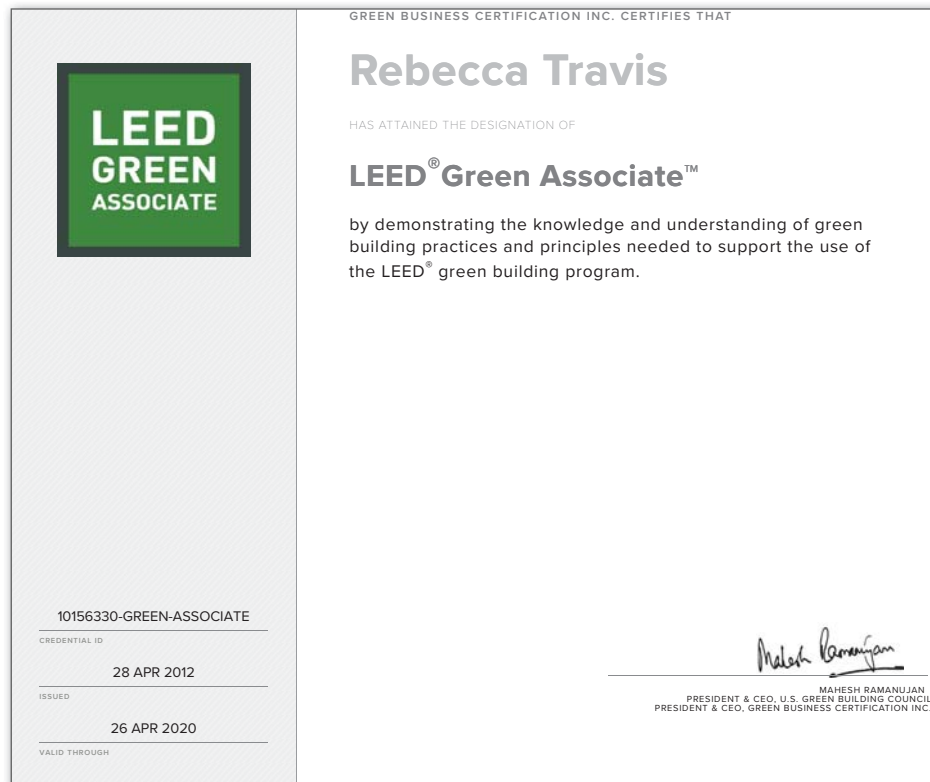 GREEN BUSINESS CERTIFICATION INC. CERTIFIES THAT
Rebecca Travis
HAS ATTAINED THE DESIGNATION OF
LEED® Green Associate™
by demonstrating the knowledge and understanding of green
building practices and principles needed to support the use of
the LEED® green building program.
LEED
GREEN
ASSOCIATE
10156330-GREEN-ASSOCIATE
CREDENTIAL ID
28 APR 2012
ISSUED
26 APR 2020
VALID THROUGH
Mahesh Ramanujan
MAHESH RAMANUJAN
PRESIDENT & CEO, U.S. GREEN BUILDING COUNCIL
PRESIDENT & CEO, GREEN BUSINESS CERTIFICATION INC.